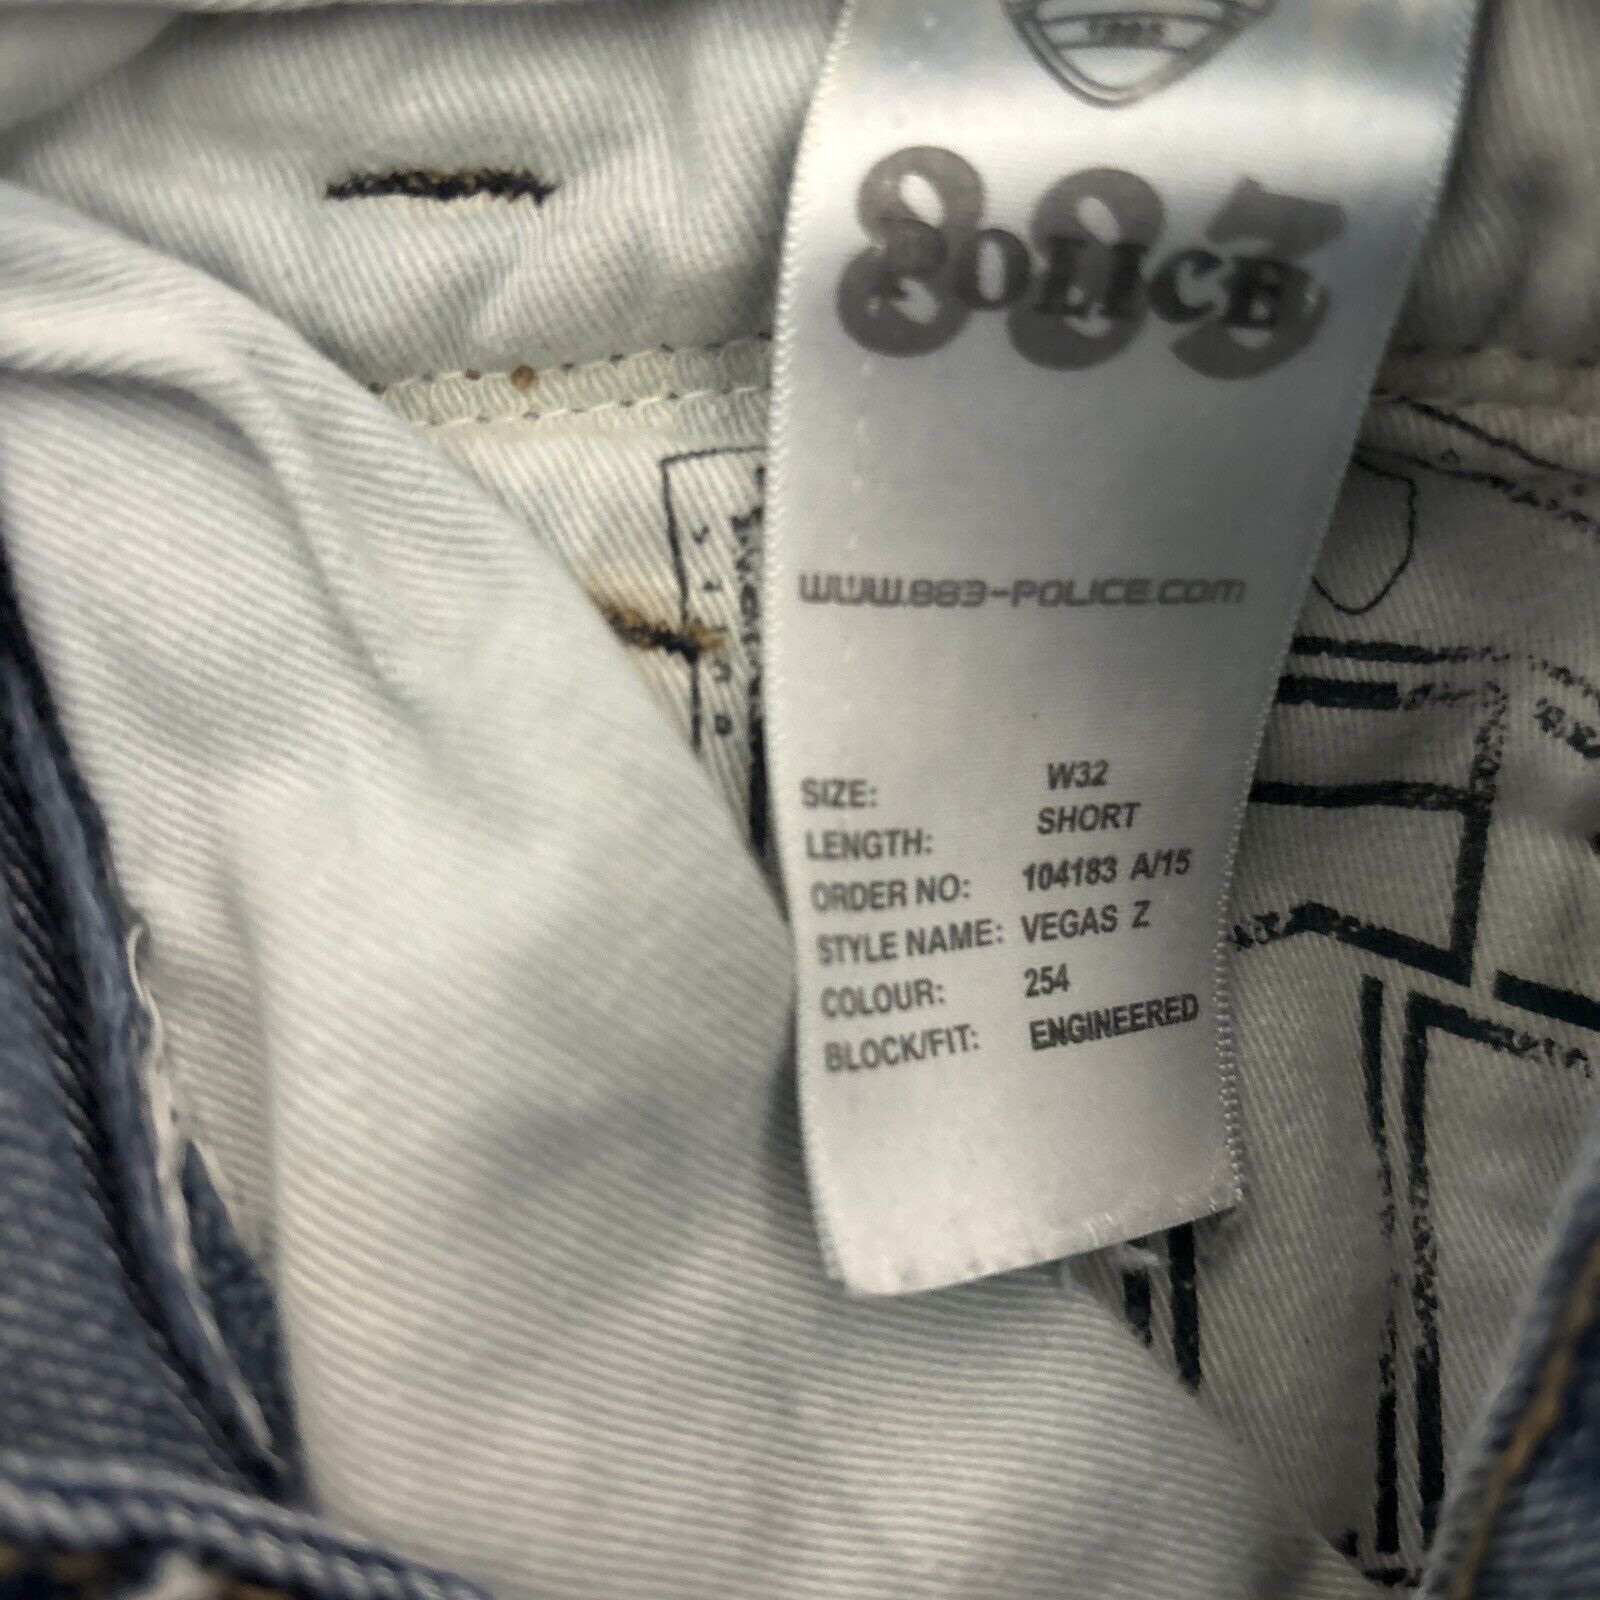 883
POLICE
WWW.883-POLICE.COM
SIZE: W32
LENGTH: SHORT
ORDER NO: 104183 A/15
STYLE NAME: VEGAS Z
COLOUR: 254
BLOCK/FIT: ENGINEERED